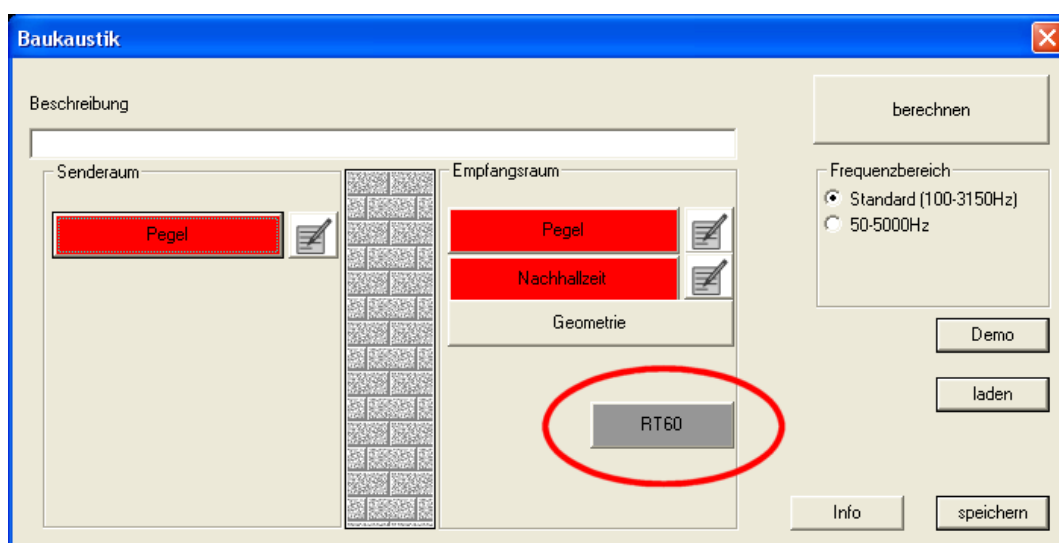 Baukaustik
Beschreibung
berechnen
Senderaum
Pegel
Empfangsraum
Pegel
Nachhallzeit
Geometrie
RT60
Frequenzbereich
Standard (100-3150Hz)
50-5000Hz
Demo
laden
Info
speichern